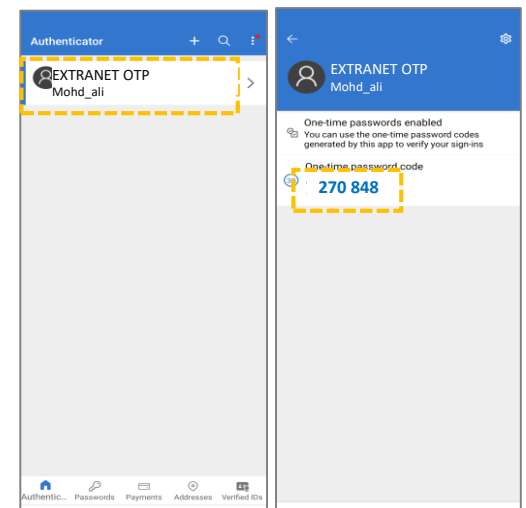 Authenticator
EXTRANET OTP
Mohd_ali
Authentic... Passwords Payments Addresses Verified IDs
EXTRANET OTP
Mohd_ali
One-time passwords enabled
You can use the one-time password codes
generated by this app to verify your sign-ins
One-time password code
270 848